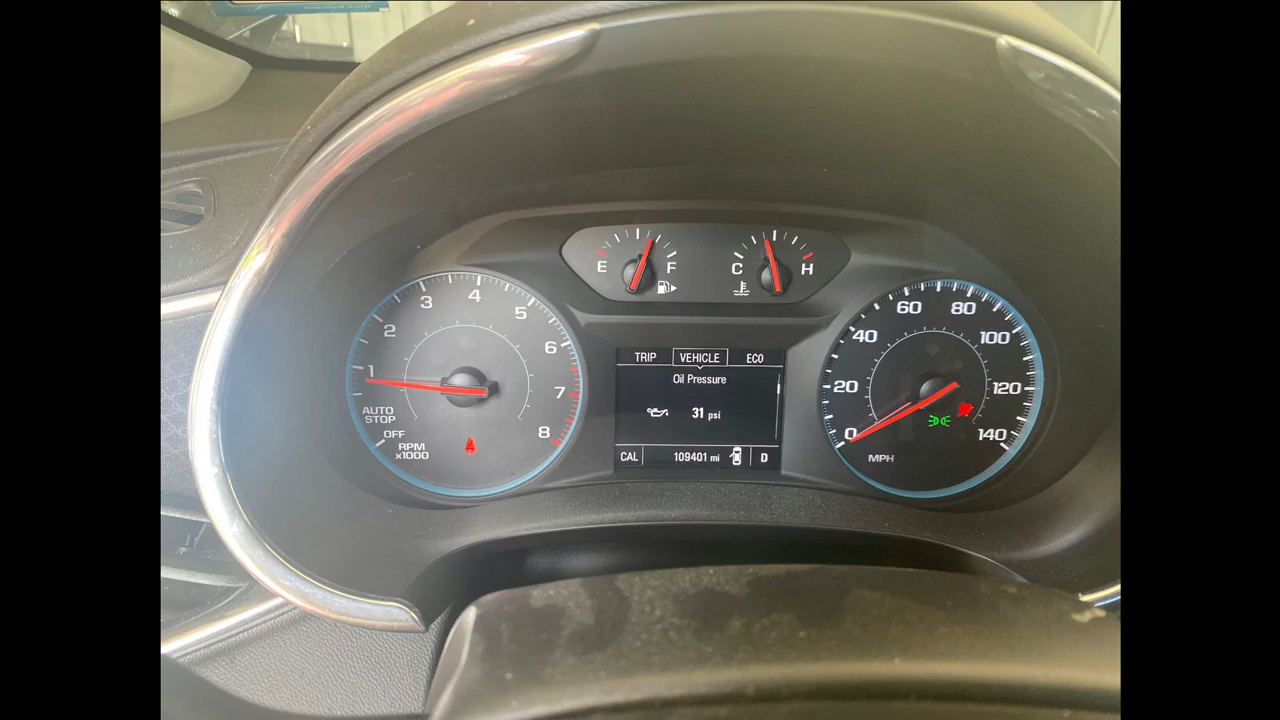 E F
C H
1
2
3
4
5
6
7
8
AUTO
STOP
OFF
RPM
x1000
TRIP VEHICLE ECO
Oil Pressure
31 psi
CAL 109401 mi D
0
20
40
60
80
100
120
140
MPH